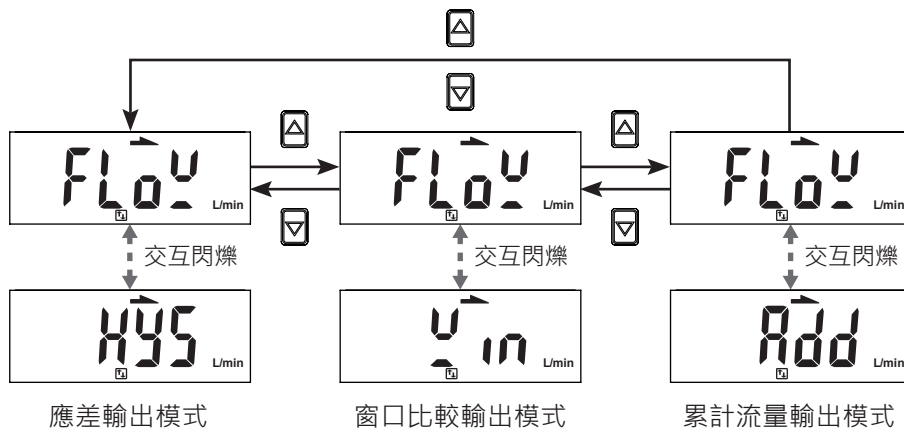 FLoW L/min
FLoW L/min
FLoW L/min
交互閃爍
交互閃爍
交互閃爍
HYS L/min
Win L/min
Add L/min
應差輸出模式
窗口比較輸出模式
累計流量輸出模式